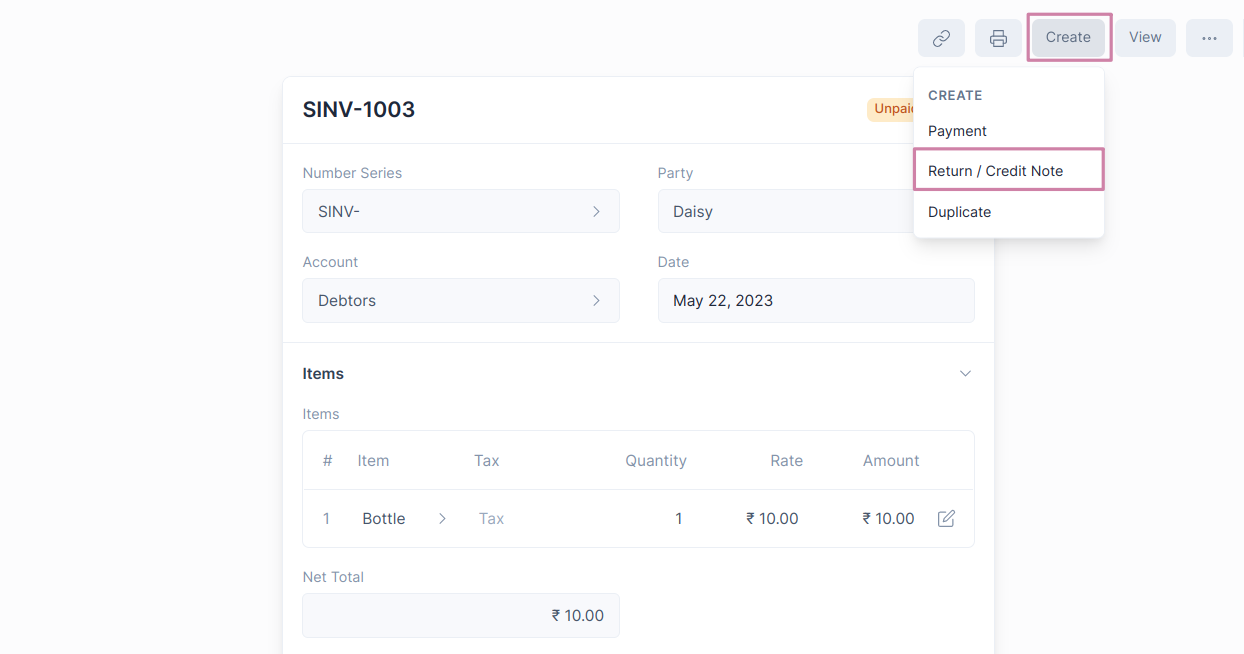 Create View
SINV-1003
CREATE
Payment
Return / Credit Note
Duplicate
Number Series Party
SINV- Daisy
Account Date
Debtors May 22, 2023
Items
Items
# Item Tax Quantity Rate Amount
1 Bottle Tax 1 ₹ 10.00 ₹ 10.00
Net Total
₹ 10.00